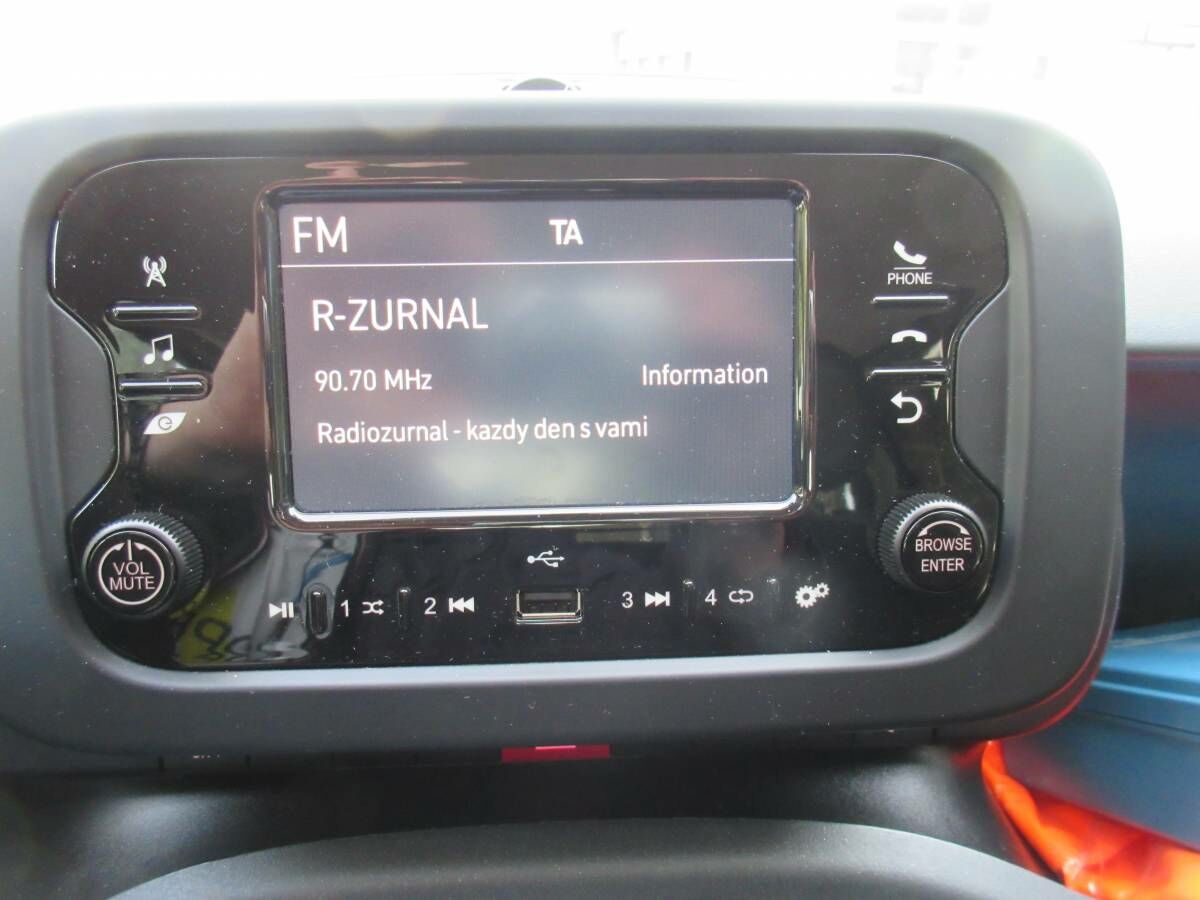 FM TA
R-ZURNAL
90.70 MHz Information
Radiozurnal - kazdy den s vami
PHONE
VOL
MUTE
BROWSE
ENTER
1 2 3 4